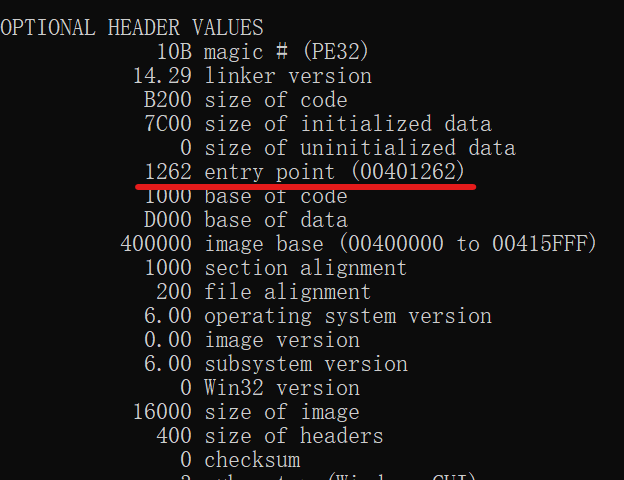 OPTIONAL HEADER VALUES
10B magic # (PE32)
14.29 linker version
B200 size of code
7C00 size of initialized data
0 size of uninitialized data
1262 entry point (00401262)
1000 base of code
D000 base of data
400000 image base (00400000 to 00415FFF)
1000 section alignment
200 file alignment
6.00 operating system version
0.00 image version
6.00 subsystem version
0 Win32 version
16000 size of image
400 size of headers
0 checksum